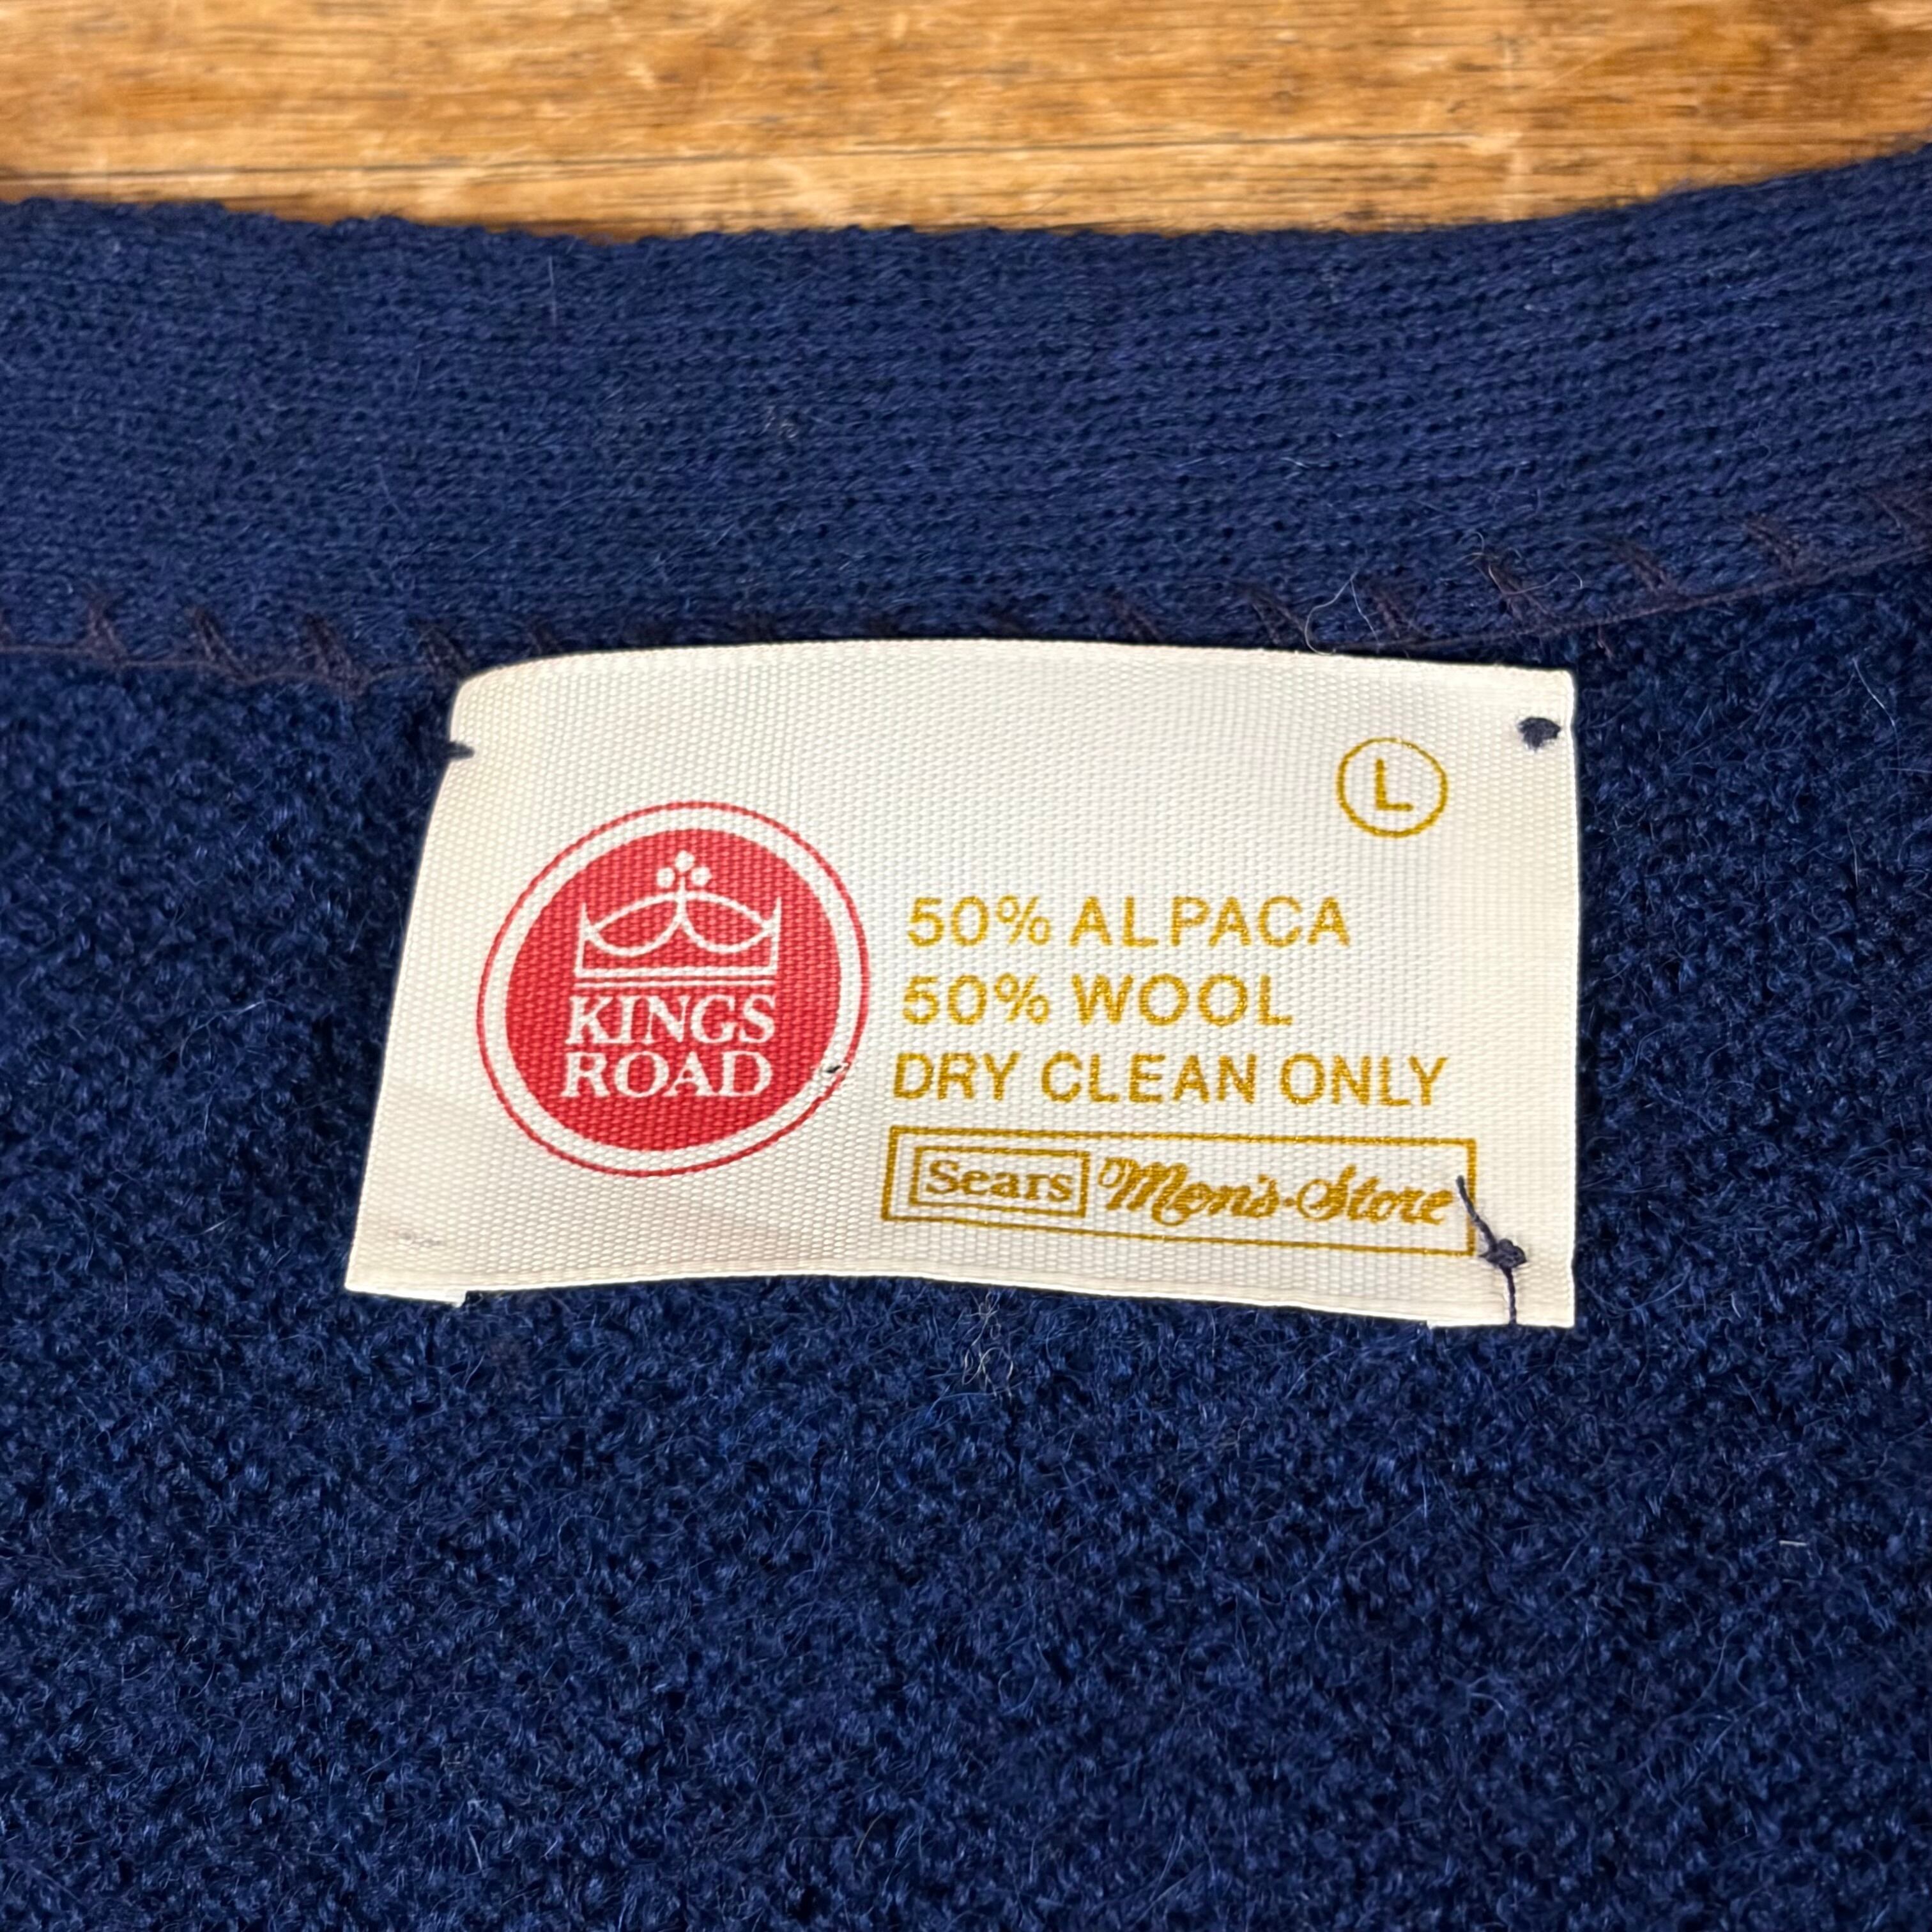 L
KINGS
ROAD
50% ALPACA
50% WOOL
DRY CLEAN ONLY
Sears Men's-Store